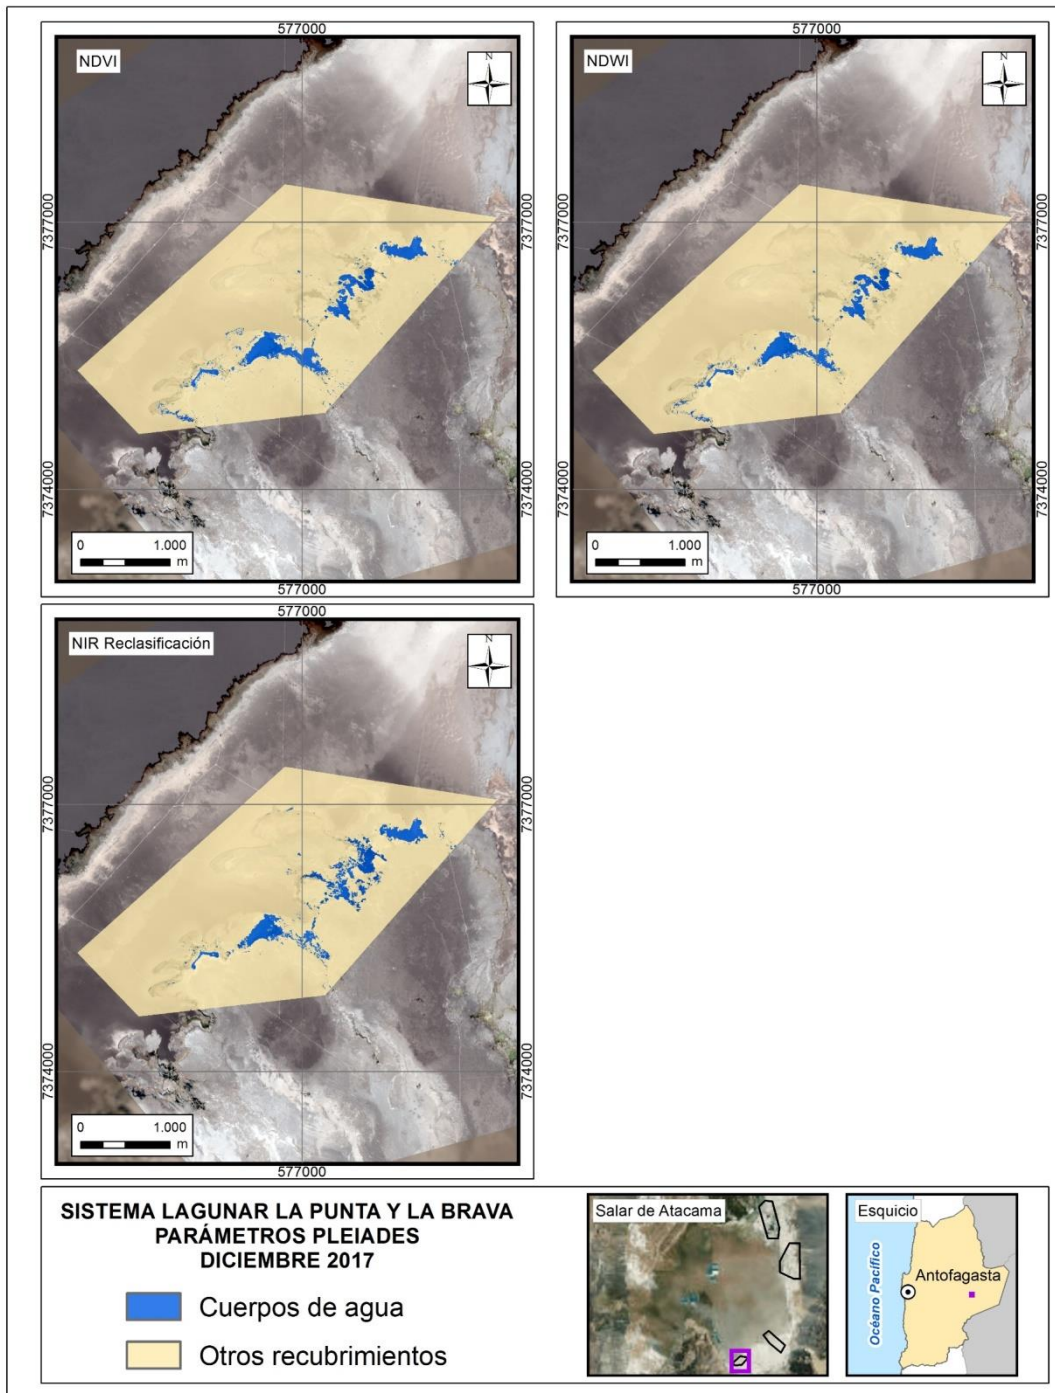 577000
577000
NDVI
N
NDWI
N
7377000
7377000
7377000
7377000
7374000
7374000
7374000
7374000
0 1.000
m
0 1.000
m
577000
577000
577000
NIR Reclasificación
N
7377000
7377000
7374000
7374000
0 1.000
m
577000
SISTEMA LAGUNAR LA PUNTA Y LA BRAVA
PARÁMETROS PLEIADES
DICIEMBRE 2017
Cuerpos de agua
Otros recubrimientos
Salar de Atacama
Esquicio
Océano Pacífico
Antofagasta